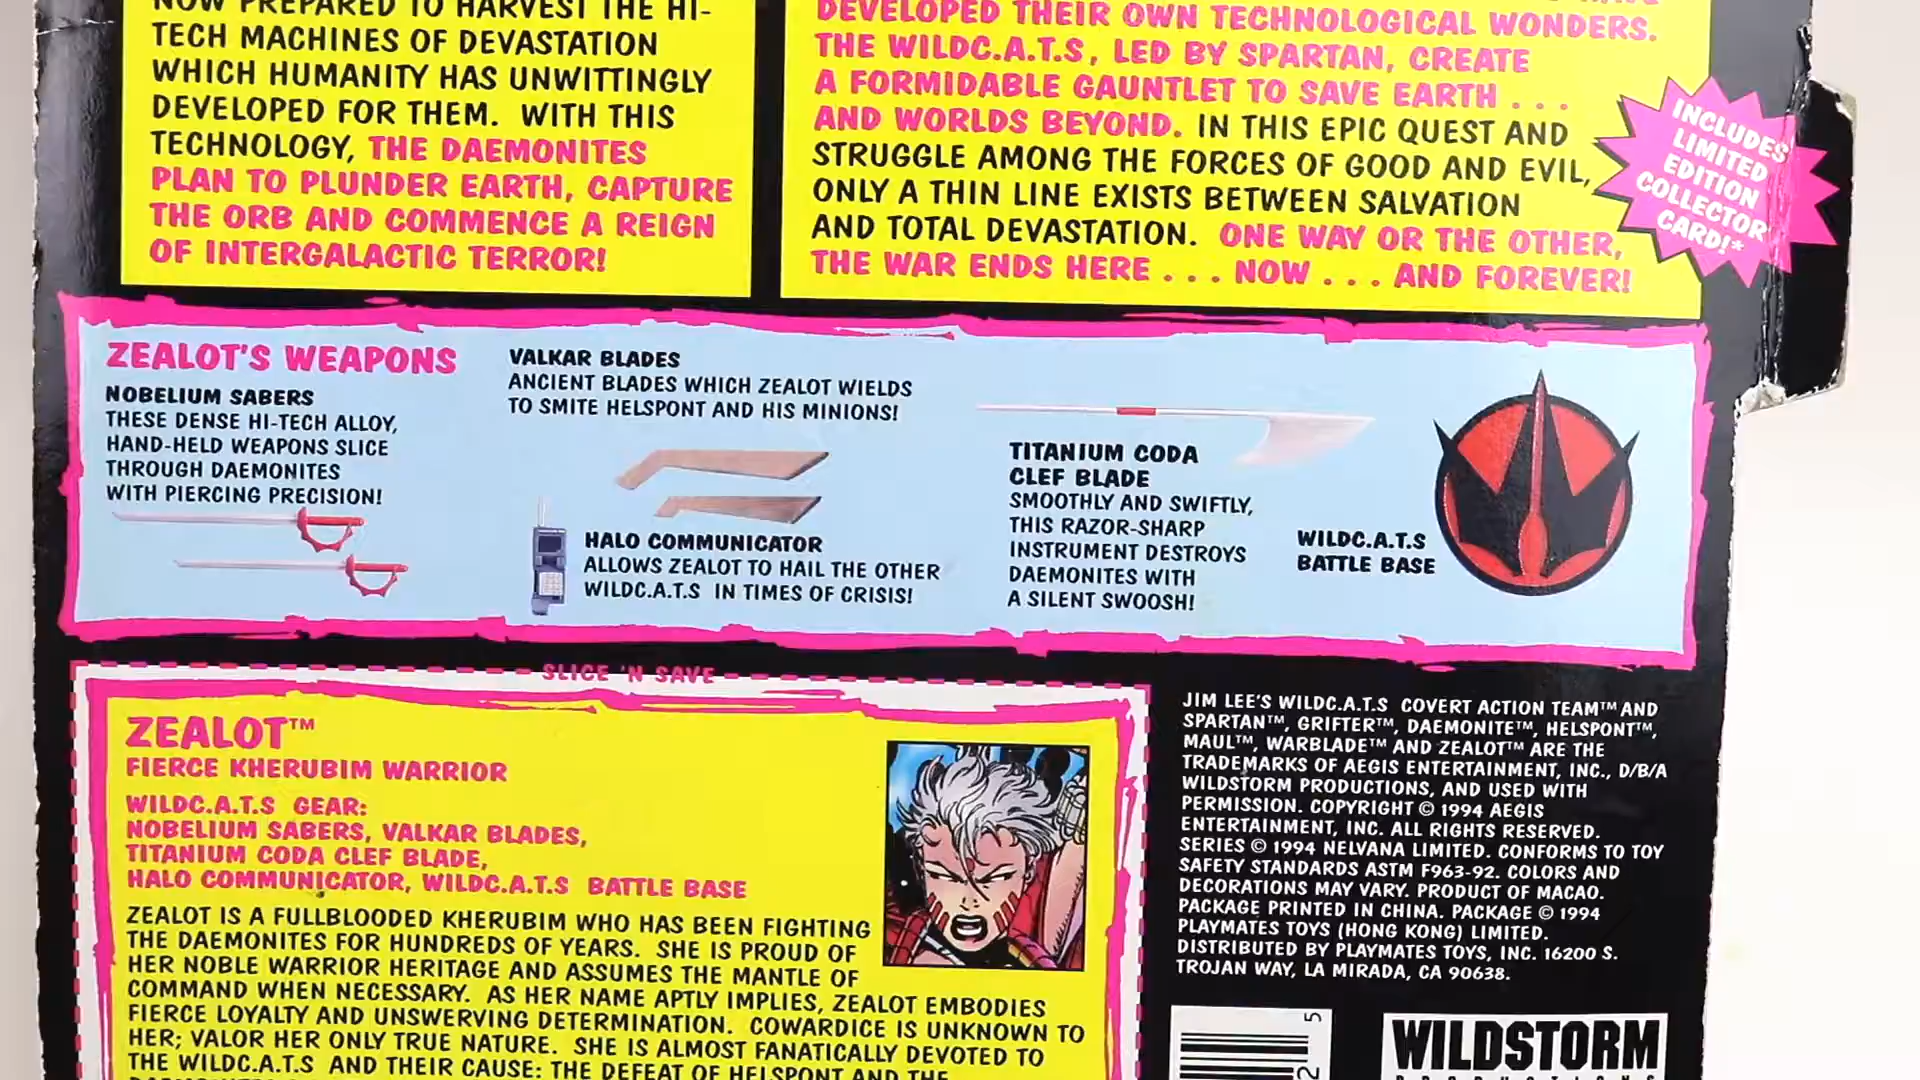 NOW PREPARED TO HARVEST THE HI-
TECH MACHINES OF DEVASTATION
WHICH HUMANITY HAS UNWITTINGLY
DEVELOPED FOR THEM. WITH THIS
TECHNOLOGY, THE DAEMONITES
PLAN TO PLUNDER EARTH, CAPTURE
THE ORB AND COMMENCE A REIGN
OF INTERGALACTIC TERROR!
DEVELOPED THEIR OWN TECHNOLOGICAL WONDERS.
THE WILDC.A.T.S, LED BY SPARTAN, CREATE
A FORMIDABLE GAUNTLET TO SAVE EARTH . . .
AND WORLDS BEYOND. IN THIS EPIC QUEST AND
STRUGGLE AMONG THE FORCES OF GOOD AND EVIL,
ONLY A THIN LINE EXISTS BETWEEN SALVATION
AND TOTAL DEVASTATION. ONE WAY OR THE OTHER,
THE WAR ENDS HERE . . . NOW . . . AND FOREVER!
INCLUDES
LIMITED
EDITION
COLLECTOR
CARD!*
ZEALOT'S WEAPONS
NOBELIUM SABERS
THESE DENSE HI-TECH ALLOY,
HAND-HELD WEAPONS SLICE
THROUGH DAEMONITES
WITH PIERCING PRECISION!
VALKAR BLADES
ANCIENT BLADES WHICH ZEALOT WIELDS
TO SMITE HELSPONT AND HIS MINIONS!
HALO COMMUNICATOR
ALLOWS ZEALOT TO HAIL THE OTHER
WILDC.A.T.S IN TIMES OF CRISIS!
TITANIUM CODA
CLEF BLADE
SMOOTHLY AND SWIFTLY,
THIS RAZOR-SHARP
INSTRUMENT DESTROYS
DAEMONITES WITH
A SILENT SWOOSH!
WILDC.A.T.S
BATTLE BASE
SLICE 'N SAVE
ZEALOT™
FIERCE KHERUBIM WARRIOR
WILDC.A.T.S GEAR:
NOBELIUM SABERS, VALKAR BLADES,
TITANIUM CODA CLEF BLADE,
HALO COMMUNICATOR, WILDC.A.T.S BATTLE BASE
ZEALOT IS A FULLBLOODED KHERUBIM WHO HAS BEEN FIGHTING
THE DAEMONITES FOR HUNDREDS OF YEARS. SHE IS PROUD OF
HER NOBLE WARRIOR HERITAGE AND ASSUMES THE MANTLE OF
COMMAND WHEN NECESSARY. AS HER NAME APTLY IMPLIES, ZEALOT EMBODIES
FIERCE LOYALTY AND UNSWERVING DETERMINATION. COWARDICE IS UNKNOWN TO
HER; VALOR HER ONLY TRUE NATURE. SHE IS ALMOST FANATICALLY DEVOTED TO
THE WILDC.A.T.S AND THEIR CAUSE: THE DEFEAT OF HELSPONT AND THE
JIM LEE'S WILDC.A.T.S COVERT ACTION TEAM™ AND
SPARTAN™, GRIFTER™, DAEMONITE™, HELSPONT™,
MAUL™, WARBLADE™ AND ZEALOT™ ARE THE
TRADEMARKS OF AEGIS ENTERTAINMENT, INC., D/B/A
WILDSTORM PRODUCTIONS, AND USED WITH
PERMISSION. COPYRIGHT © 1994 AEGIS
ENTERTAINMENT, INC. ALL RIGHTS RESERVED.
SERIES © 1994 NELVANA LIMITED. CONFORMS TO TOY
SAFETY STANDARDS ASTM F963-92. COLORS AND
DECORATIONS MAY VARY. PRODUCT OF MACAO.
PACKAGE PRINTED IN CHINA. PACKAGE © 1994
PLAYMATES TOYS (HONG KONG) LIMITED.
DISTRIBUTED BY PLAYMATES TOYS, INC. 16200 S.
TROJAN WAY, LA MIRADA, CA 90638.
25
WILDSTORM